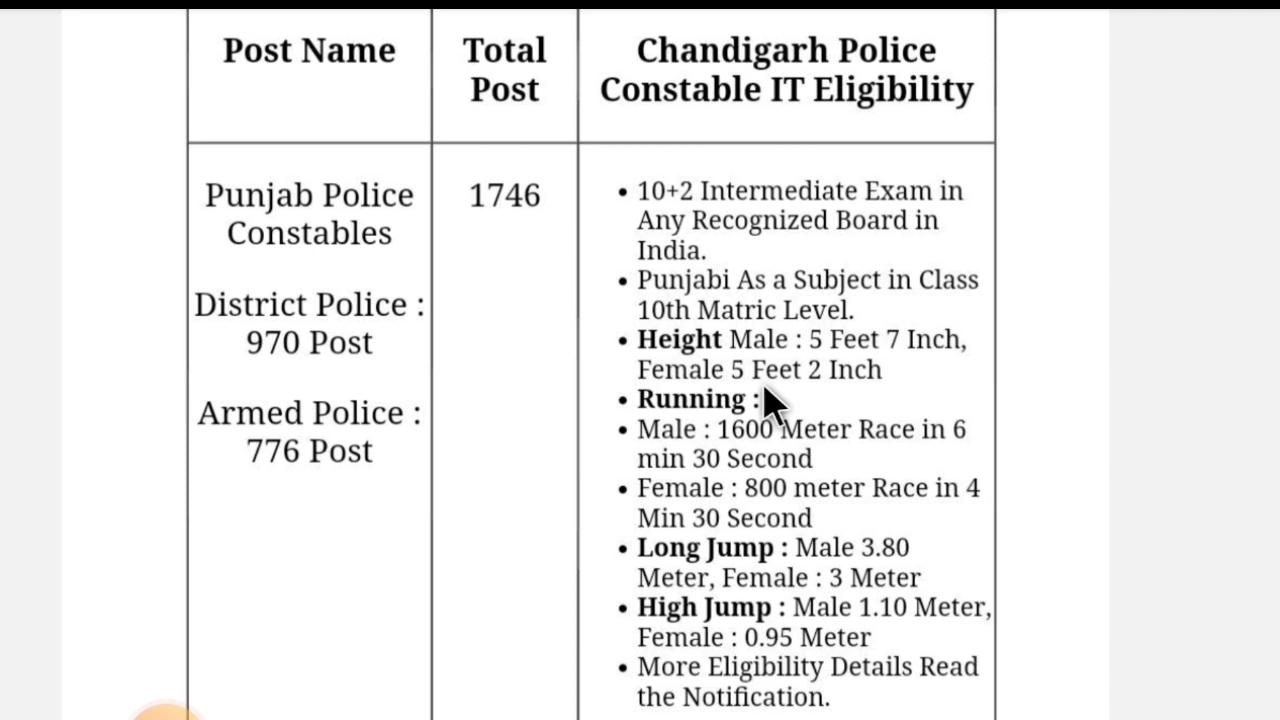 Post Name
Total
Post
Chandigarh Police
Constable IT Eligibility
Punjab Police
Constables
District Police :
970 Post
Armed Police :
776 Post
1746
• 10+2 Intermediate Exam in
Any Recognized Board in
India.
• Punjabi As a Subject in Class
10th Matric Level.
• Height Male : 5 Feet 7 Inch,
Female 5 Feet 2 Inch
• Running :
• Male : 1600 Meter Race in 6
min 30 Second
• Female : 800 meter Race in 4
Min 30 Second
• Long Jump : Male 3.80
Meter, Female : 3 Meter
• High Jump : Male 1.10 Meter,
Female : 0.95 Meter
• More Eligibility Details Read
the Notification.